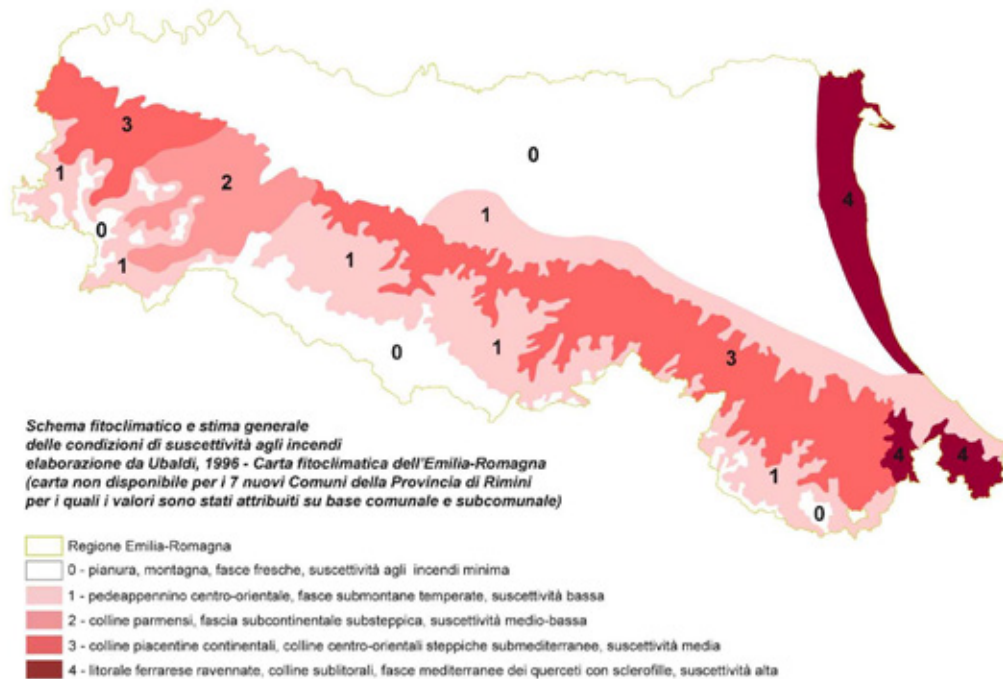 3
1
2
0
1
4
0
1
1
1
0
1
3
Schema fitoclimatico e stima generale
delle condizioni di suscettività agli incendi
elaborazione da Ubaldi, 1996 - Carta fitoclimatica dell'Emilia-Romagna
(carta non disponibile per i 7 nuovi Comuni della Provincia di Rimini
per i quali i valori sono stati attribuiti su base comunale e subcomunale)
4
4
1
0
Regione Emilia-Romagna
0 - pianura, montagna, fasce fresche, suscettività agli incendi minima
1 - pedeappennino centro-orientale, fasce submontane temperate, suscettività bassa
2 - colline parmensi, fascia subcontinentale substeppica, suscettività medio-bassa
3 - colline piacentine continentali, colline centro-orientali steppiche submediterranee, suscettività media
4 - litorale ferrarese ravennate, colline sublitorali, fasce mediterranee dei querceti con sclerofille, suscettività alta